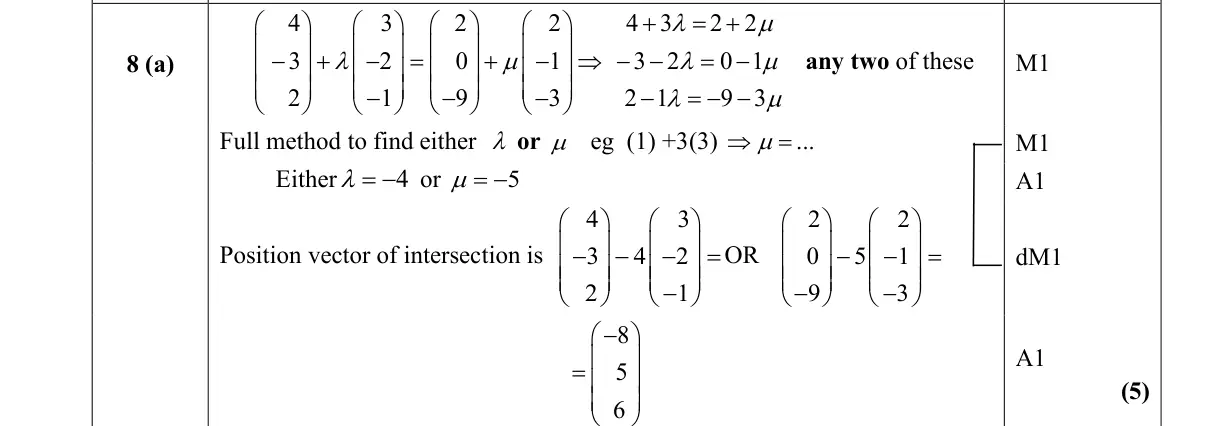 8 (a)
( 4 −3 2 ) + λ ( 3 −2 −1 ) = ( 2 0 −9 ) + μ ( 2 −1 −3 ) ⇒ 4 + 3λ = 2 + 2μ
−3 − 2λ = 0 − 1μ any two of these M1
2 − 1λ = −9 − 3μ
Full method to find either λ or μ eg (1) +3(3) ⇒ μ = ... M1
Either λ = −4 or μ = −5 A1
Position vector of intersection is ( 4 −3 2 ) − 4 ( 3 −2 −1 ) = OR ( 2 0 −9 ) − 5 ( 2 −1 −3 ) = dM1
= ( −8 5 6 ) A1
(5)